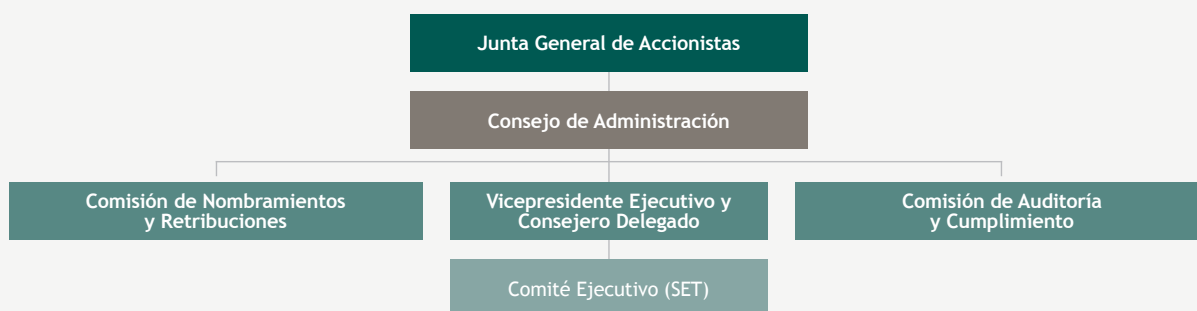 Junta General de Accionistas
Consejo de Administración
Comisión de Nombramientos
y Retribuciones
Vicepresidente Ejecutivo y
Consejero Delegado
Comisión de Auditoría
y Cumplimiento
Comité Ejecutivo (SET)